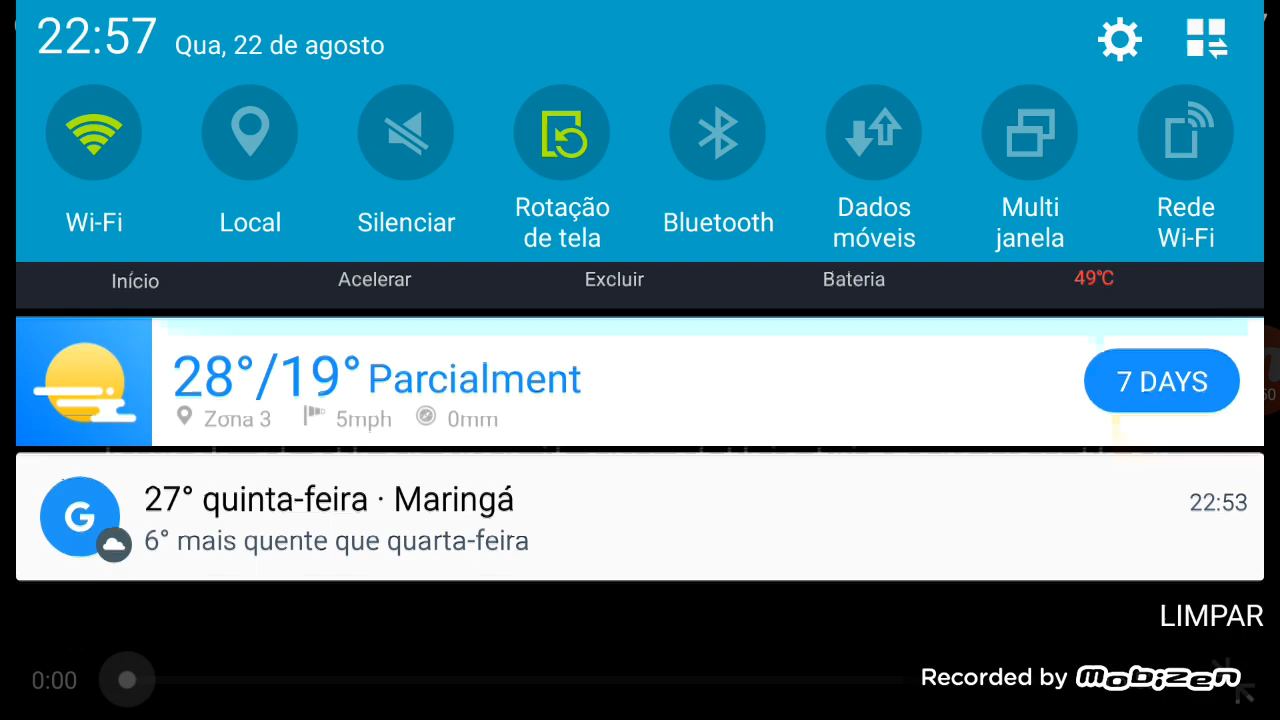 22:57 Qua, 22 de agosto
Wi-Fi
Local
Silenciar
Rotação
de tela
Bluetooth
Dados
móveis
Multi
janela
Rede
Wi-Fi
Início Acelerar Excluir Bateria 49℃
28°/19° Parcialment
7 DAYS
Zona 3 5mph 0mm
G
27° quinta-feira · Maringá 22:53
6° mais quente que quarta-feira
LIMPAR
0:00
Recorded by mobizen